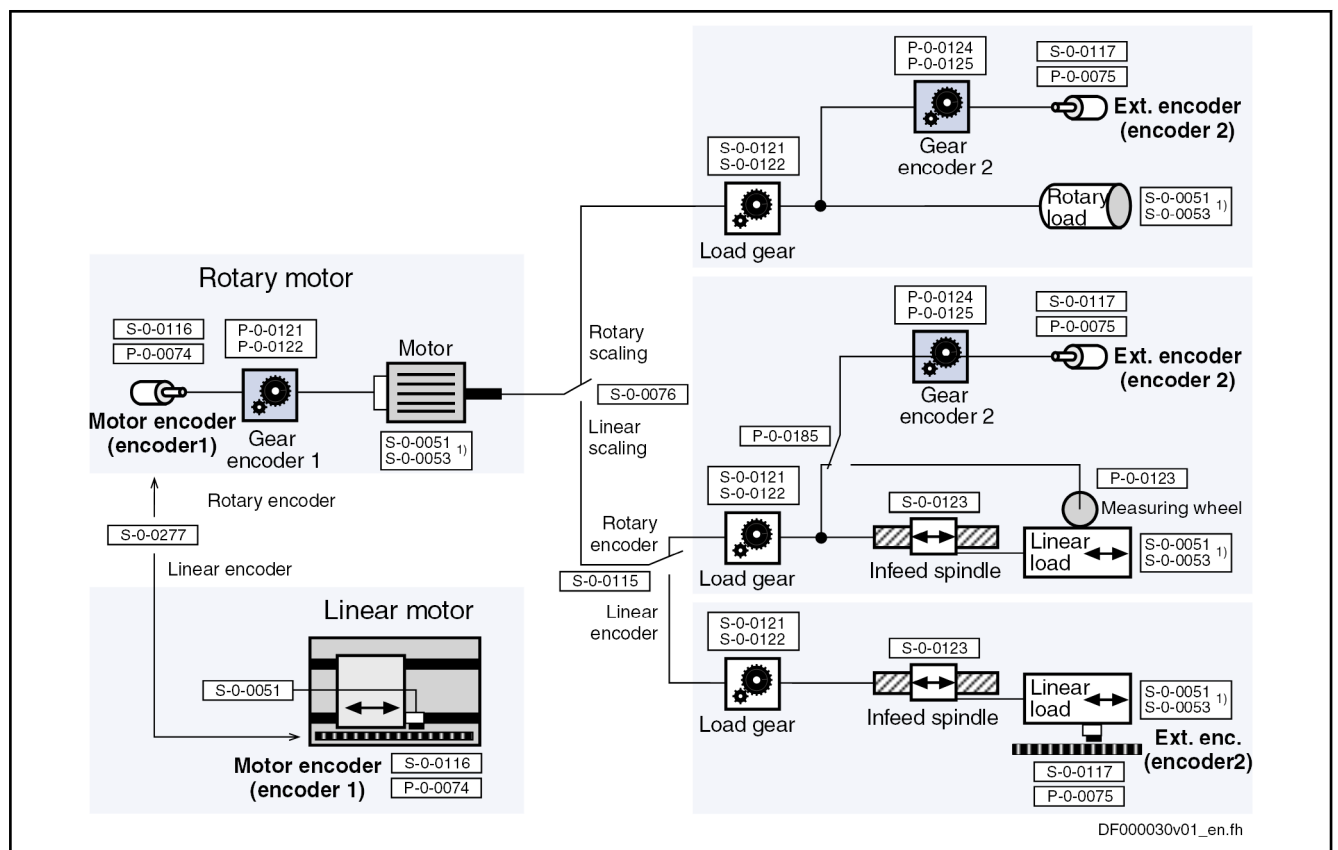 P-0-0124
P-0-0125
S-0-0117
P-0-0075
Ext. encoder
(encoder 2)
Gear
encoder 2
S-0-0121
S-0-0122
Load gear
Rotary
load
S-0-0051
S-0-0053 1)
Rotary motor
S-0-0116
P-0-0074
P-0-0121
P-0-0122
Motor
Motor encoder
(encoder1)
Gear
encoder 1
S-0-0051
S-0-0053 1)
Rotary
scaling
S-0-0076
Linear
scaling
P-0-0124
P-0-0125
S-0-0117
P-0-0075
Ext. encoder
(encoder 2)
Gear
encoder 2
P-0-0185
S-0-0121
S-0-0122
S-0-0123
P-0-0123
Measuring wheel
Rotary
encoder
Load gear
Infeed spindle
Linear
load
S-0-0051
S-0-0053 1)
S-0-0115
Rotary encoder
S-0-0277
Linear encoder
Linear
encoder
Linear motor
S-0-0051
Motor encoder
(encoder 1)
S-0-0116
P-0-0074
S-0-0121
S-0-0122
Load gear
S-0-0123
Infeed spindle
Linear
load
S-0-0051
S-0-0053 1)
Ext. enc.
(encoder2)
S-0-0117
P-0-0075
DF000030v01_en.fh